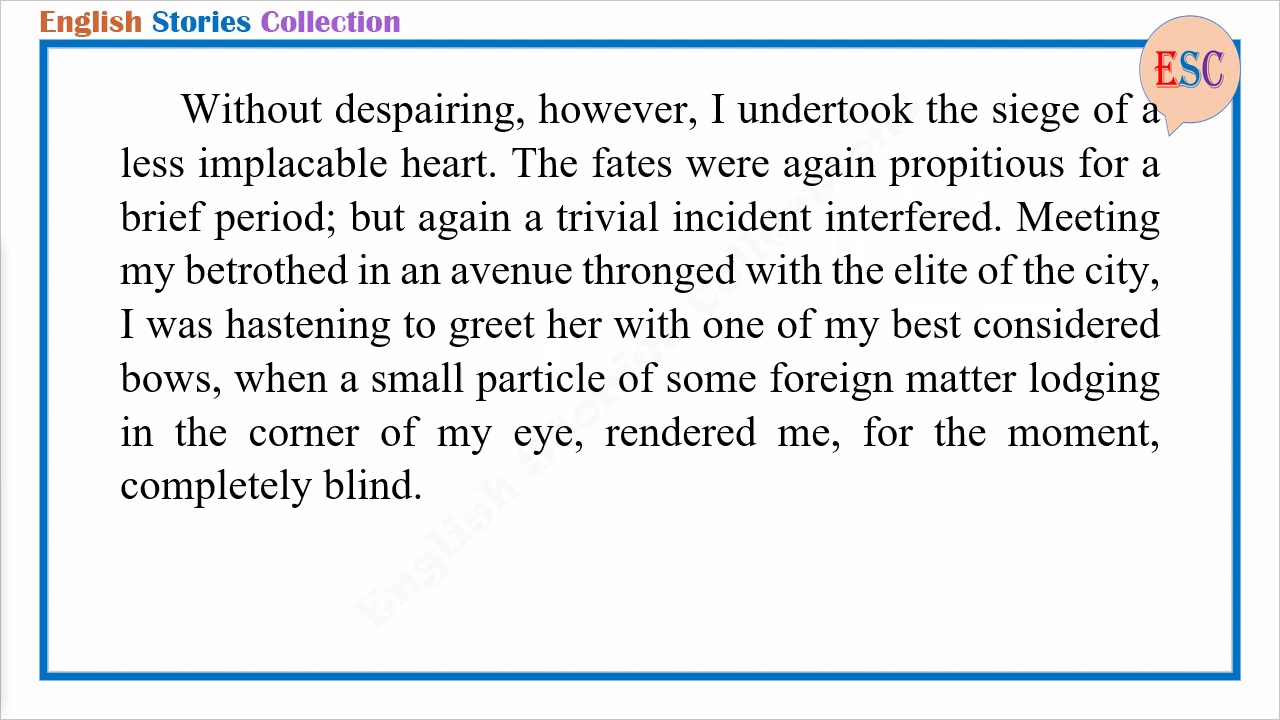 English Stories Collection
ESC
Without despairing, however, I undertook the siege of a
less implacable heart. The fates were again propitious for a
brief period; but again a trivial incident interfered. Meeting
my betrothed in an avenue thronged with the elite of the city,
I was hastening to greet her with one of my best considered
bows, when a small particle of some foreign matter lodging
in the corner of my eye, rendered me, for the moment,
completely blind.
English Stories Collection